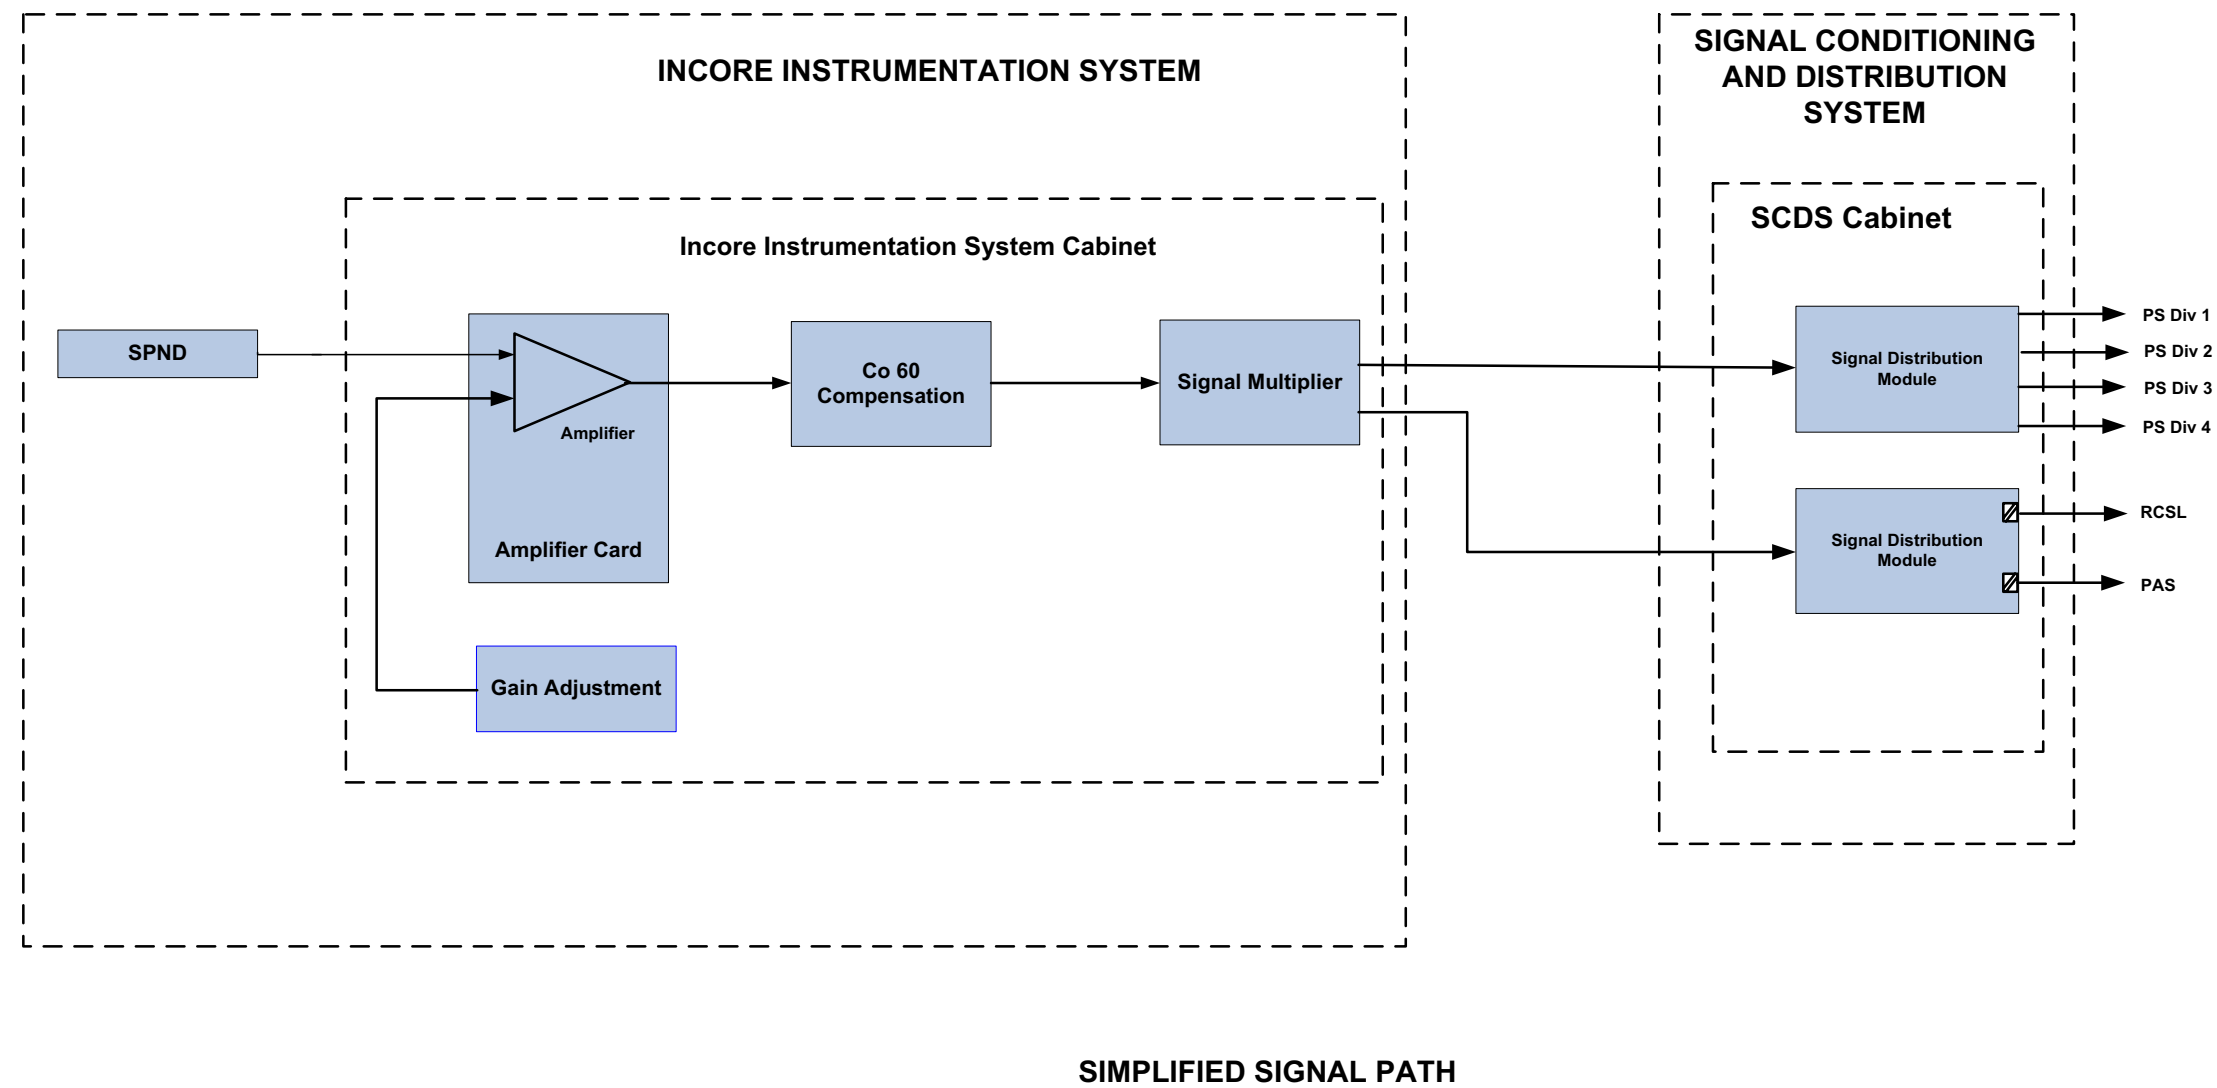 INCORE INSTRUMENTATION SYSTEM
SIGNAL CONDITIONING
AND DISTRIBUTION
SYSTEM
Incore Instrumentation System Cabinet
SCDS Cabinet
SPND
Amplifier
Amplifier Card
Co 60
Compensation
Signal Multiplier
Gain Adjustment
Signal Distribution
Module
PS Div 1
PS Div 2
PS Div 3
PS Div 4
Signal Distribution
Module
RCSL
PAS
SIMPLIFIED SIGNAL PATH